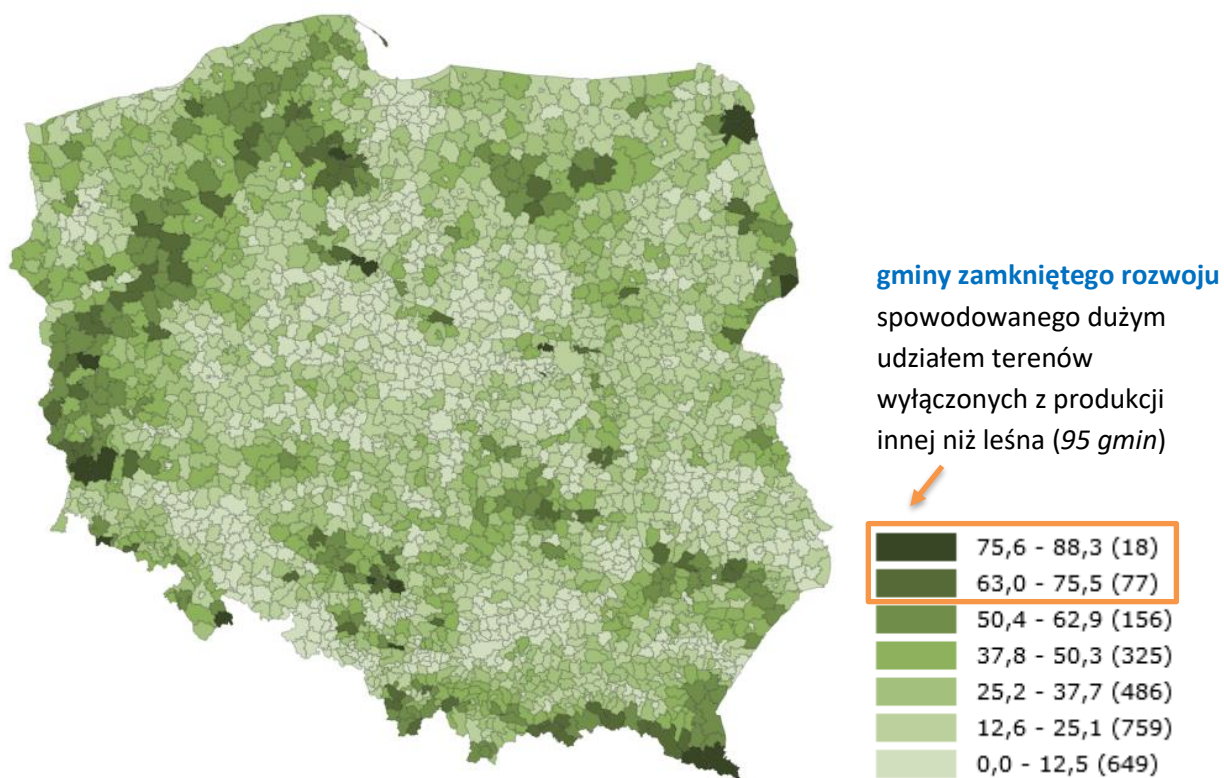 gminy zamkniętego rozwoju
spowodowanego dużym
udziałem terenów
wyłączonych z produkcji
innej niż leśna (95 gmin)
75,6 - 88,3 (18)
63,0 - 75,5 (77)
50,4 - 62,9 (156)
37,8 - 50,3 (325)
25,2 - 37,7 (486)
12,6 - 25,1 (759)
0,0 - 12,5 (649)